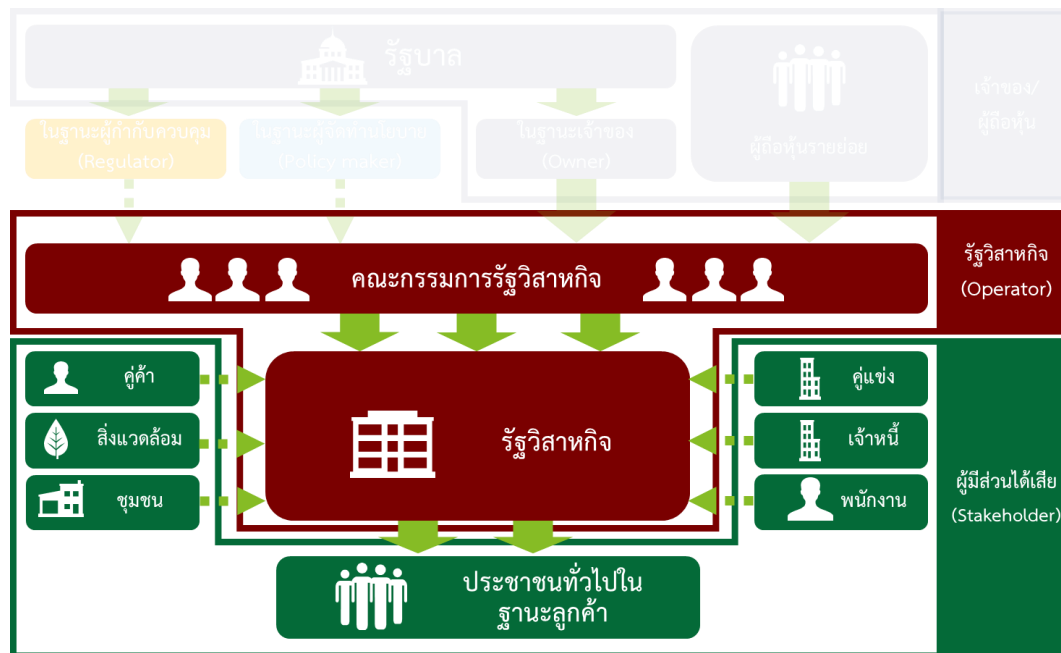 รัฐบาล
เจ้าของ/
ผู้ถือหุ้น
ในฐานะผู้กำกับควบคุม
(Regulator)
ในฐานะผู้จัดทำนโยบาย
(Policy maker)
ในฐานะเจ้าของ
(Owner)
ผู้ถือหุ้นรายย่อย
คณะกรรมการรัฐวิสาหกิจ
รัฐวิสาหกิจ
(Operator)
คู่ค้า
สิ่งแวดล้อม
ชุมชน
รัฐวิสาหกิจ
คู่แข่ง
เจ้าหนี้
พนักงาน
ผู้มีส่วนได้เสีย
(Stakeholder)
ประชาชนทั่วไปใน
ฐานะลูกค้า